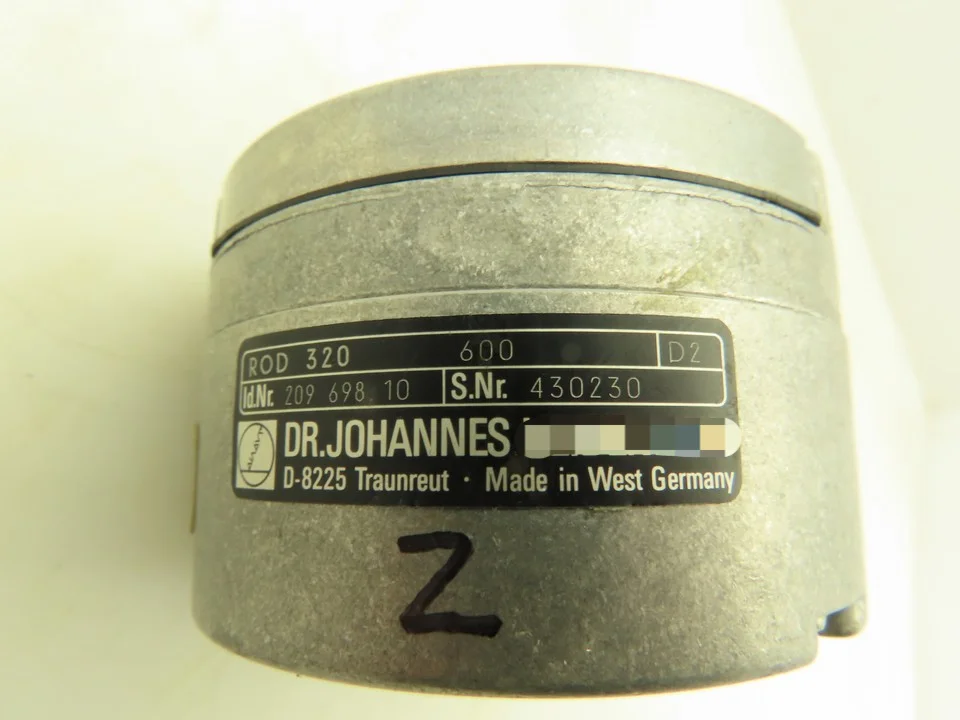 ROD 320 600 D2
Id.Nr. 209 698.10 S.Nr. 430230
DR.JOHANNES
D-8225 Traunreut · Made in West Germany
Z